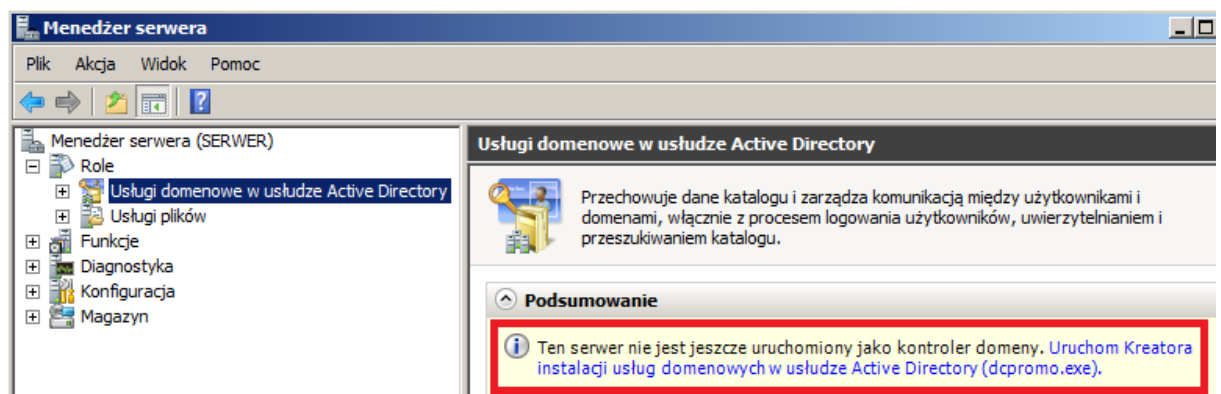 Menedżer serwera
Plik Akcja Widok Pomoc
Menedżer serwera (SERWER)
Role
Usługi domenowe w usłudze Active Directory
Usługi plików
Funkcje
Diagnostyka
Konfiguracja
Magazyn
Usługi domenowe w usłudze Active Directory
Przechowuje dane katalogu i zarządza komunikacją między użytkownikami i
domenami, włącznie z procesem logowania użytkowników, uwierzytelnianiem i
przeszukiwaniem katalogu.
Podsumowanie
Ten serwer nie jest jeszcze uruchomiony jako kontroler domeny. Uruchom Kreatora
instalacji usług domenowych w usłudze Active Directory (dcpromo.exe).